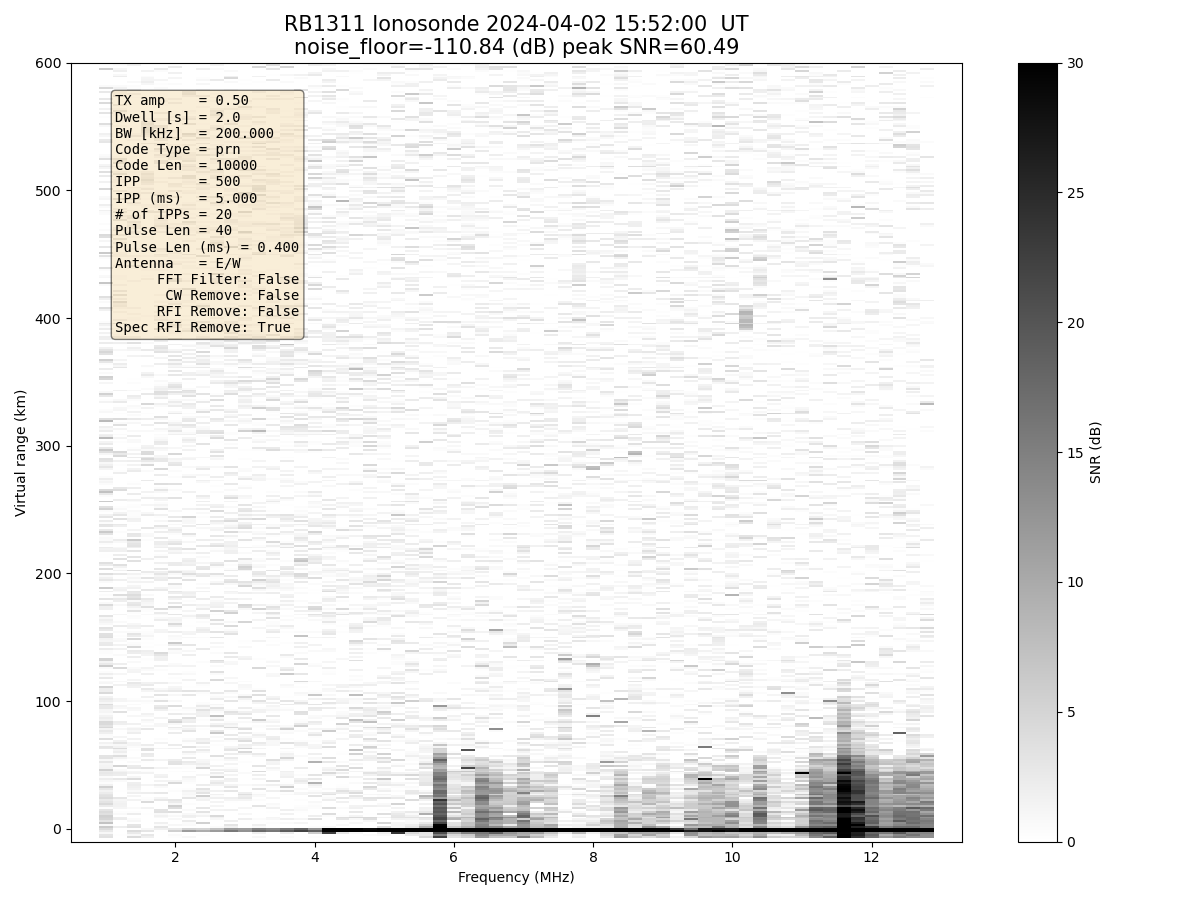 RB1311 Ionosonde 2024-04-02 15:52:00  UT
noise_floor=-110.84 (dB) peak SNR=60.49
600
500
400
300
200
100
0
Virtual range (km)
TX amp    = 0.50
Dwell [s] = 2.0
BW [kHz]  = 200.000
Code Type = prn
Code Len  = 10000
IPP       = 500
IPP (ms)  = 5.000
# of IPPs = 20
Pulse Len = 40
Pulse Len (ms) = 0.400
Antenna    = E/W
FFT Filter: False
CW Remove: False
RFI Remove: False
Spec RFI Remove: True
2 4 6 8 10 12
Frequency (MHz)
30
25
20
15
10
5
0
SNR (dB)